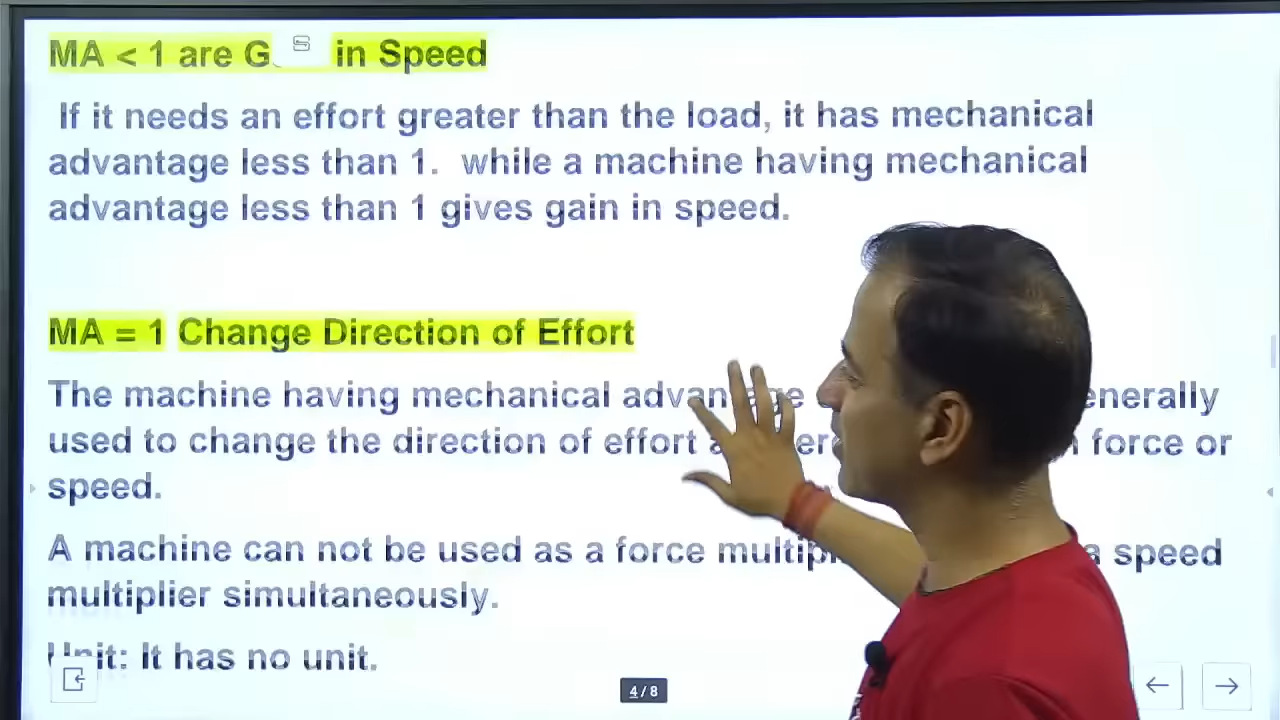 MA < 1 are G in Speed
If it needs an effort greater than the load, it has mechanical
advantage less than 1. while a machine having mechanical
advantage less than 1 gives gain in speed.
MA = 1 Change Direction of Effort
The machine having mechanical advantage enerally
used to change the direction of effort force or
speed.
A machine can not be used as a force a speed
multiplier simultaneously.
Unit: It has no unit.
4/8